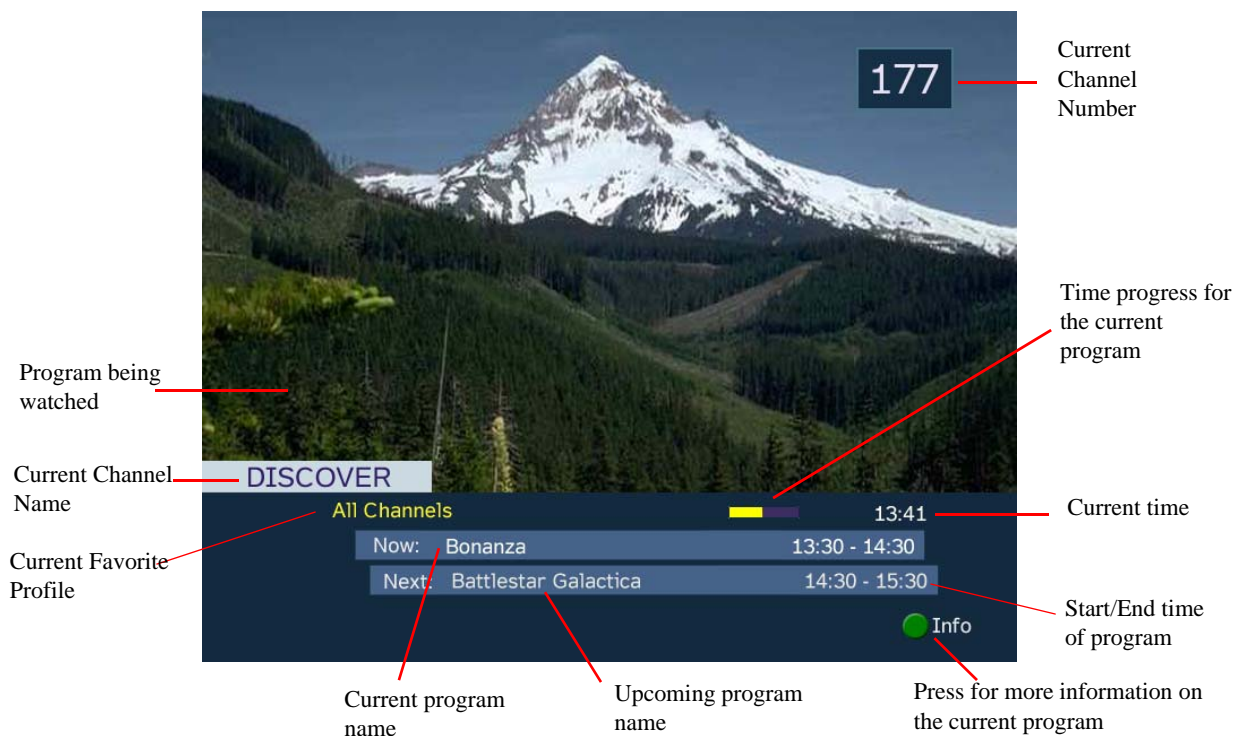 Current
Channel
Number
177
Time progress for
the current
program
Program being
watched
Current Channel
Name
DISCOVER
All Channels
13:41
Current time
Current Favorite
Profile
Now: Bonanza 13:30 - 14:30
Next: Battlestar Galactica 14:30 - 15:30
Start/End time
of program
Info
Current program
name
Upcoming program
name
Press for more information on
the current program